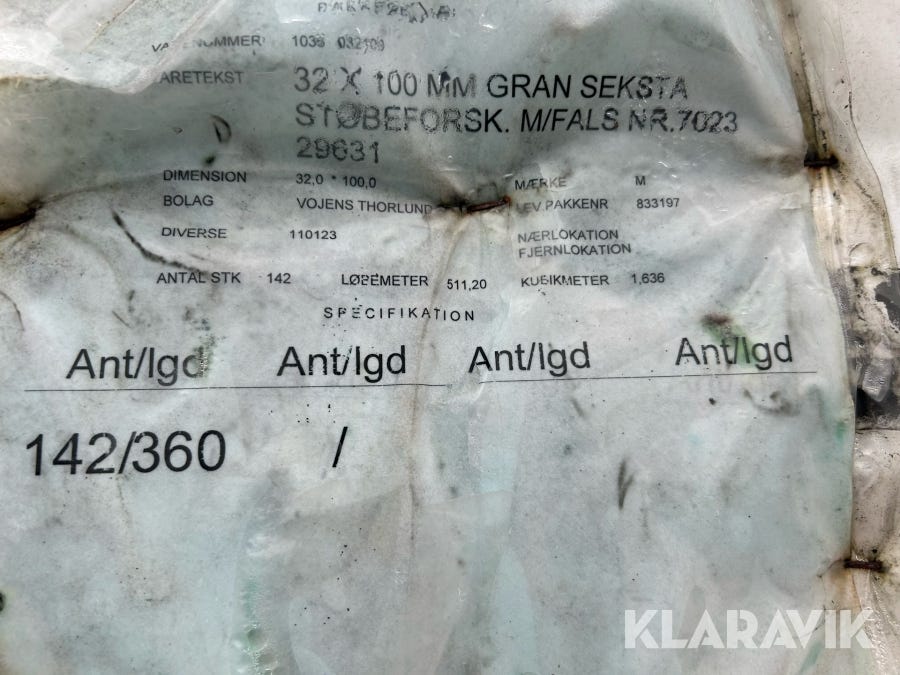 VARENUMMER 1036 032100
VARETEKST 32 X 100 MM GRAN SEKSTA
STØBEFORSK. M/FALS NR.7023
29631
DIMENSION 32,0 * 100,0 MÆRKE M
BOLAG VOJENS THORLUND LEV.PAKKENR 833197
DIVERSE 110123 NÆRLOKATION
FJERNLOKATION
ANTAL STK 142 LØBEMETER 511,20 KUBIKMETER 1,636
SPECIFIKATION
Ant/lgd Ant/lgd Ant/lgd Ant/lgd
142/360 /
KLARAVIK